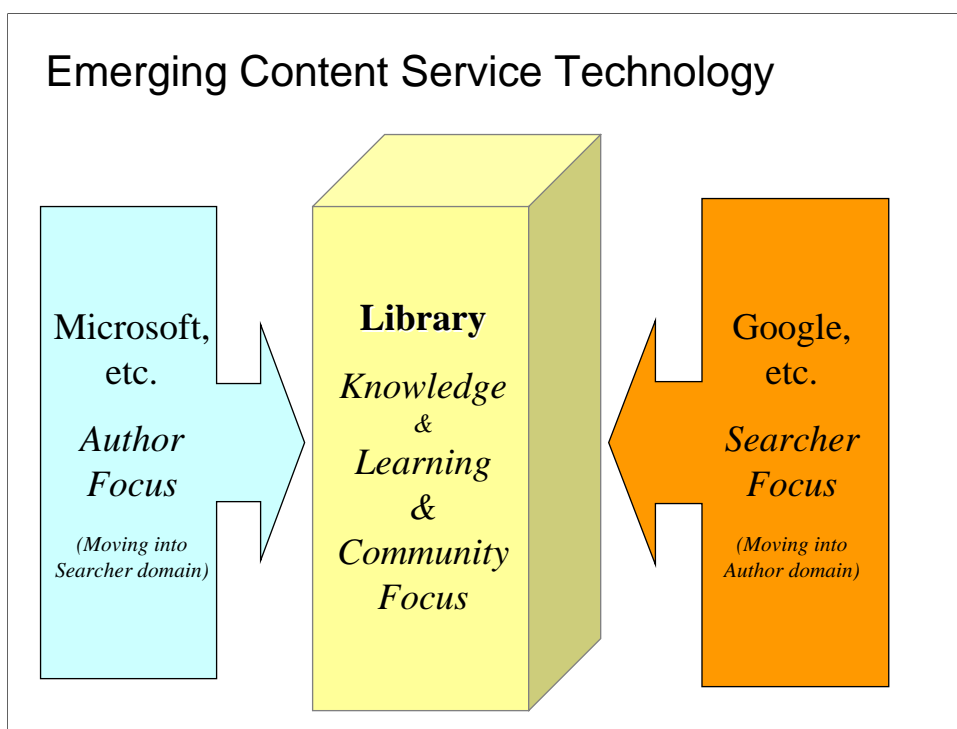 Emerging Content Service Technology
Microsoft,
etc.
Author
Focus
(Moving into
Searcher domain)
Library
Knowledge
&
Learning
&
Community
Focus
Google,
etc.
Searcher
Focus
(Moving into
Author domain)